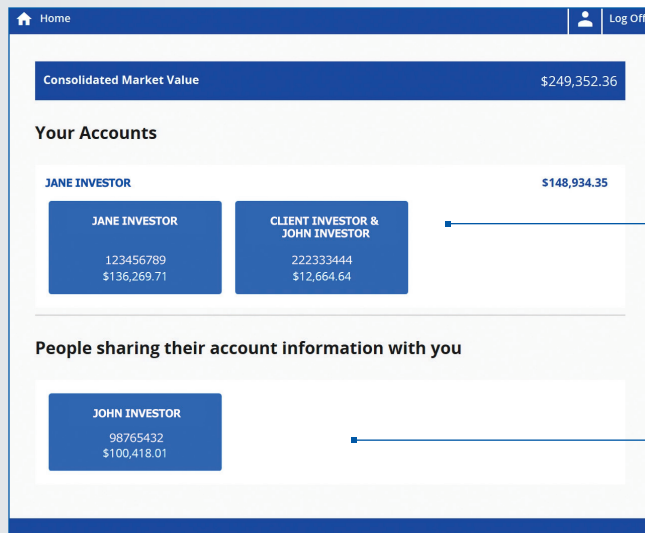 Home
Log Off
Consolidated Market Value
$249,352.36
Your Accounts
JANE INVESTOR
$148,934.35
JANE INVESTOR
123456789
$136,269.71
CLIENT INVESTOR &
JOHN INVESTOR
222333444
$12,664.64
People sharing their account information with you
JOHN INVESTOR
98765432
$100,418.01